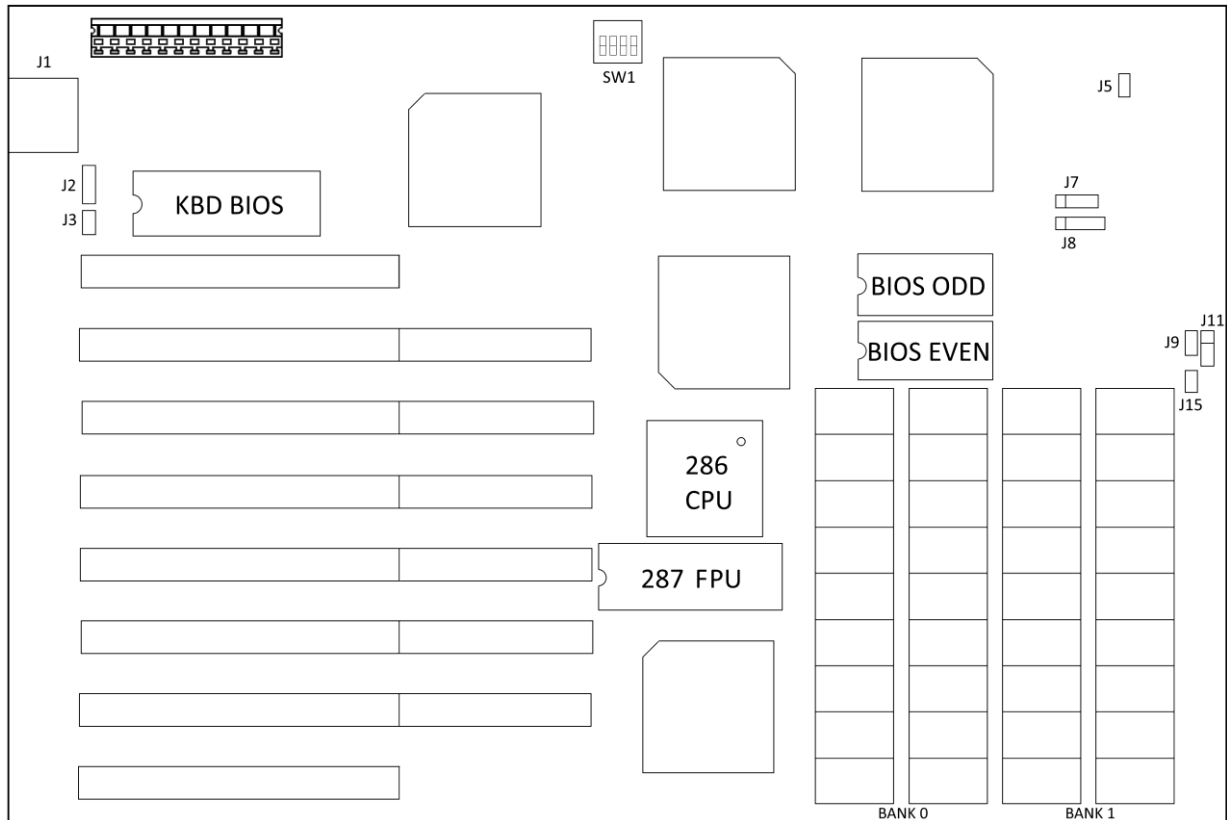 J1
SW1
J5
J2
KBD BIOS
J3
J7
J8
BIOS ODD
BIOS EVEN
J9
J11
J15
286
CPU
287 FPU
BANK 0
BANK 1